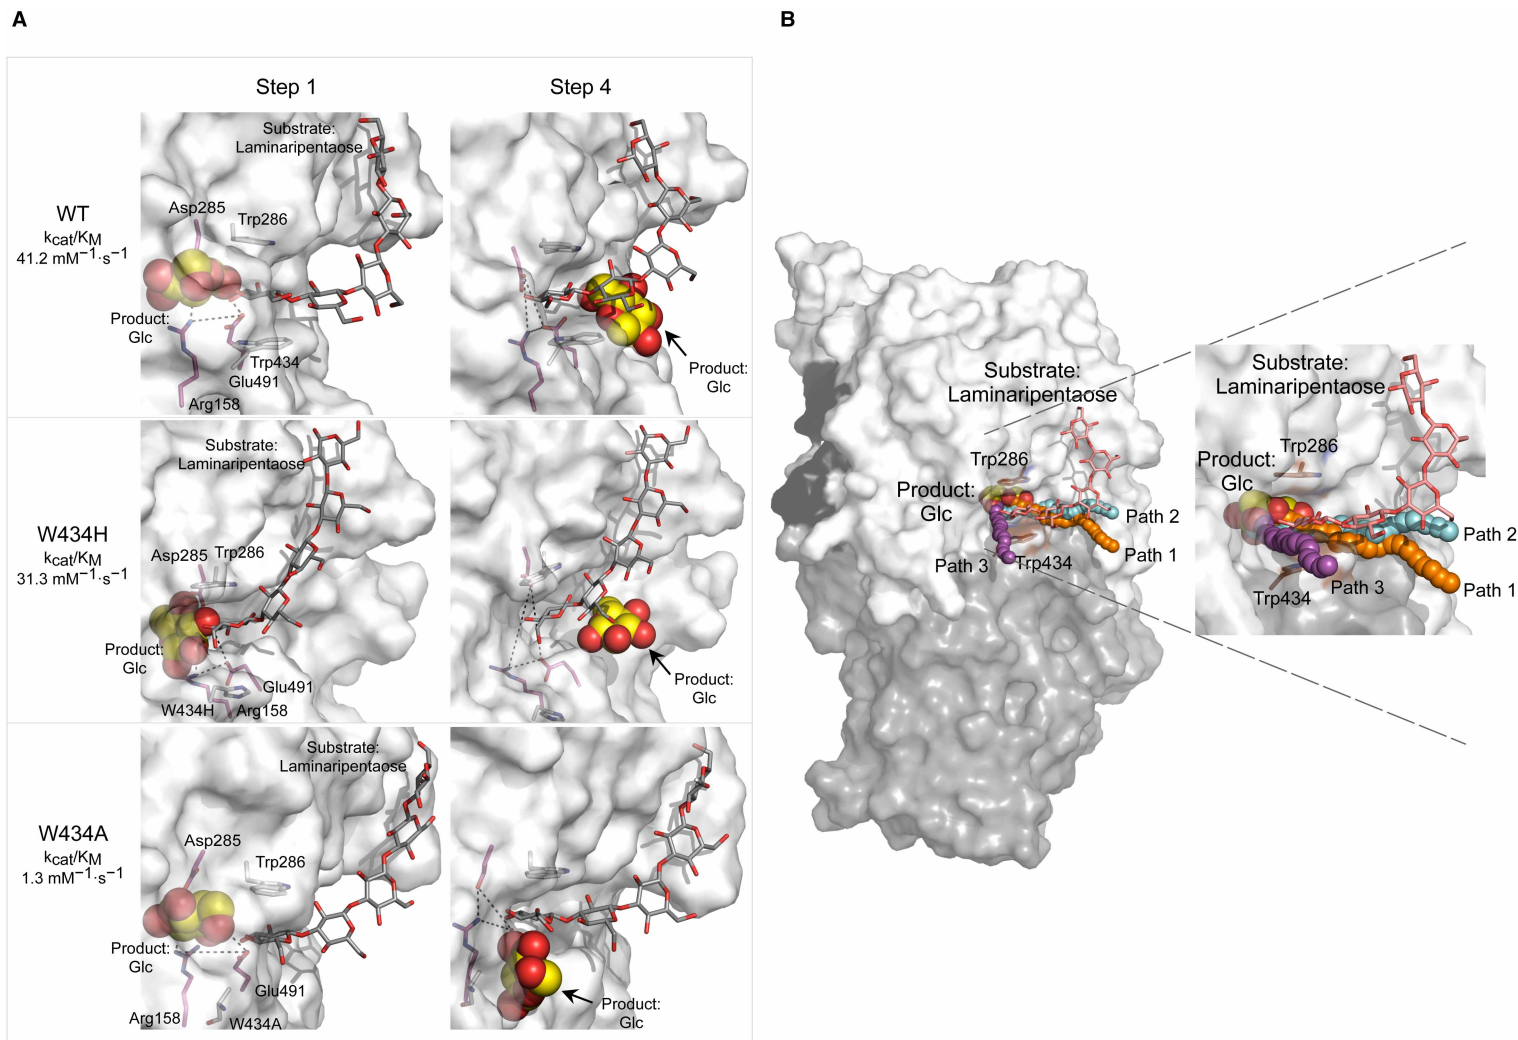 A
B
Step 1
Step 4
WT
kcat/KM
41.2 mM−1·s−1
Substrate:
Laminaripentaose
Asp285
Trp286
Product:
Glc
Trp434
Glu491
Arg158
Product:
Glc
W434H
kcat/KM
31.3 mM−1·s−1
Substrate:
Laminaripentaose
Asp285
Trp286
Product:
Glc
Glu491
W434H
Arg158
Product:
Glc
W434A
kcat/KM
1.3 mM−1·s−1
Substrate:
Laminaripentaose
Asp285
Trp286
Product:
Glc
Glu491
Arg158
W434A
Product:
Glc
Substrate:
Laminaripentaose
Trp286
Product:
Glc
Path 2
Path 1
Path 3
Trp434
Substrate:
Laminaripentaose
Trp286
Product:
Glc
Path 2
Path 3
Path 1
Trp434